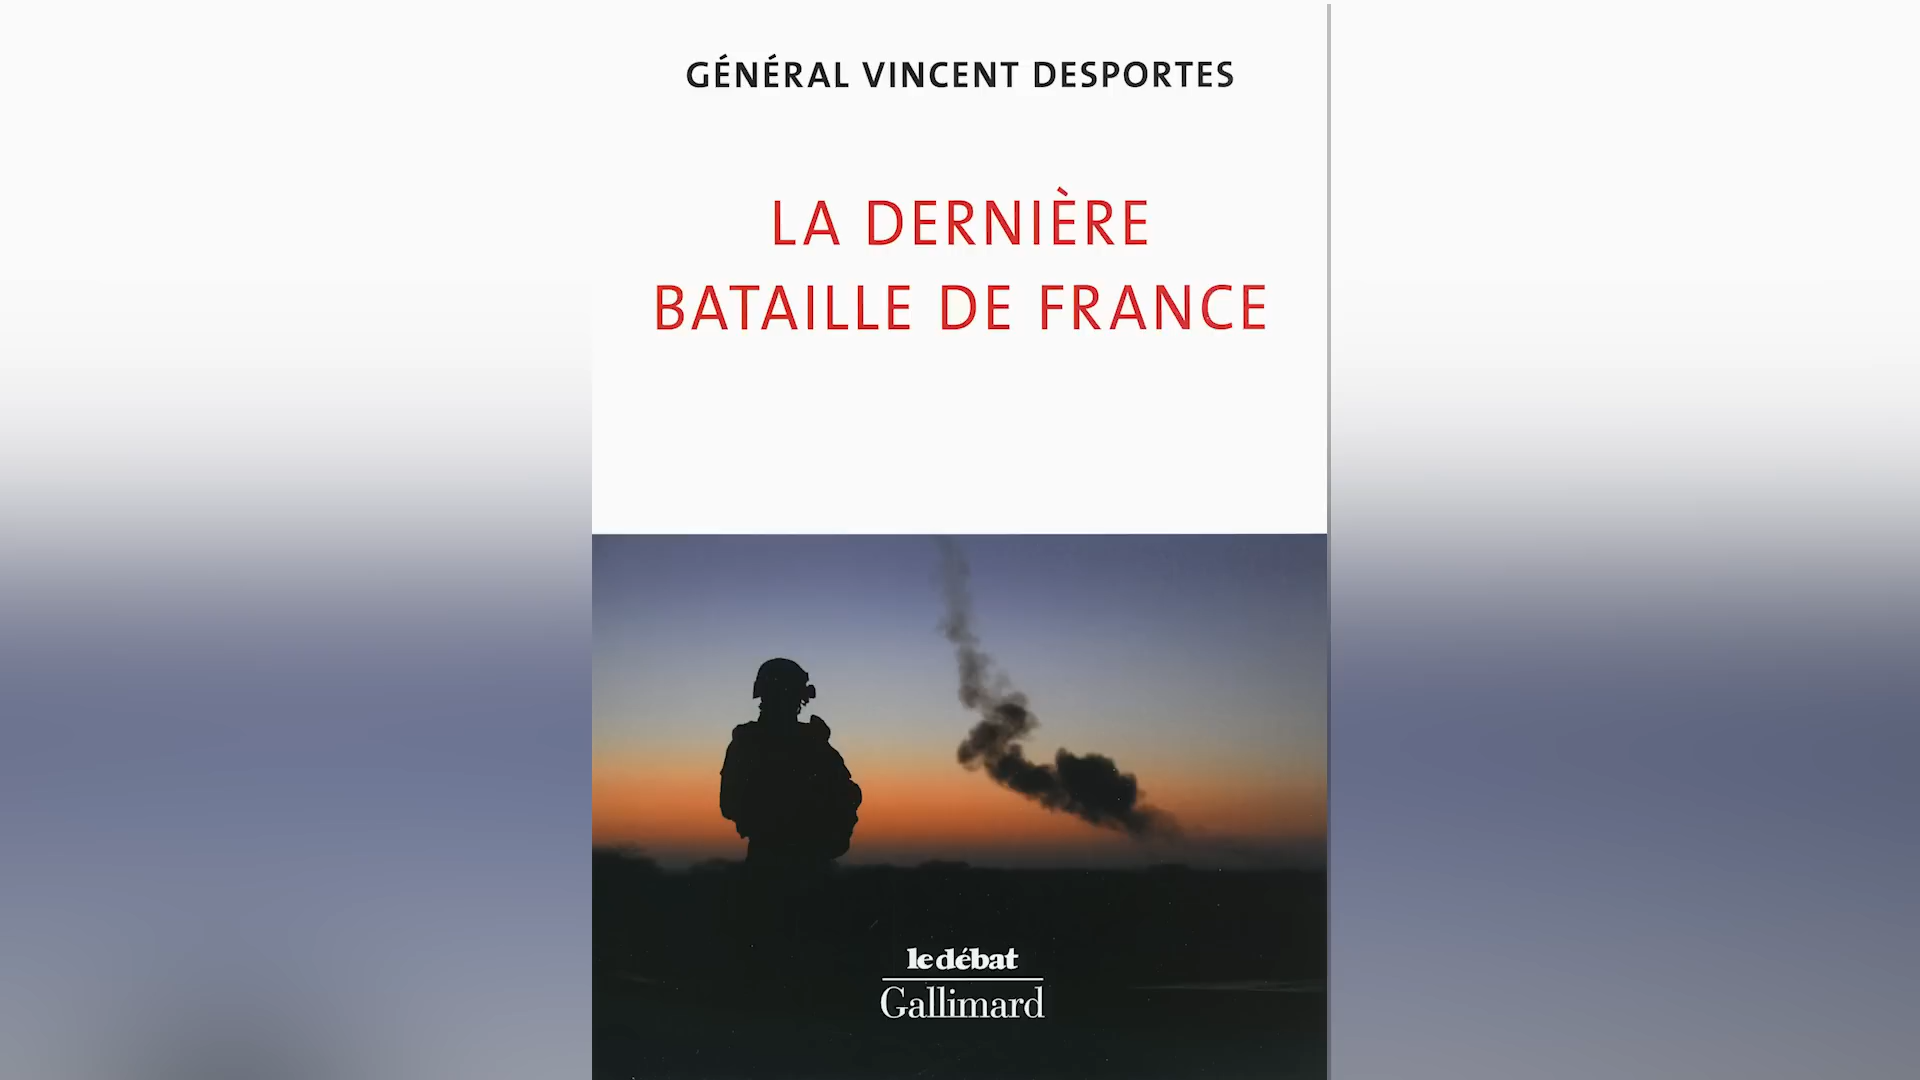 GÉNÉRAL VINCENT DESPORTES
LA DERNIÈRE
BATAILLE DE FRANCE
le débat
Gallimard